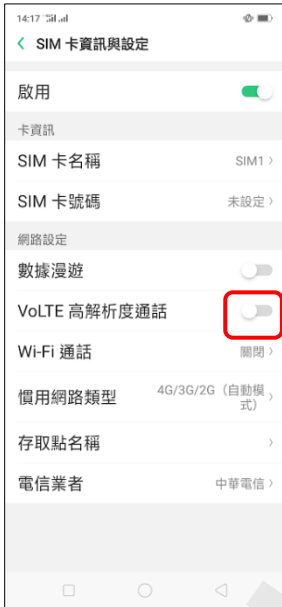 14:17
SIM 卡資訊與設定
啟用
卡資訊
SIM 卡名稱 SIM1
SIM 卡號碼 未設定
網路設定
數據漫遊
VoLTE 高解析度通話
Wi-Fi 通話 關閉
慣用網路類型 4G/3G/2G（自動模
式）
存取點名稱
電信業者 中華電信